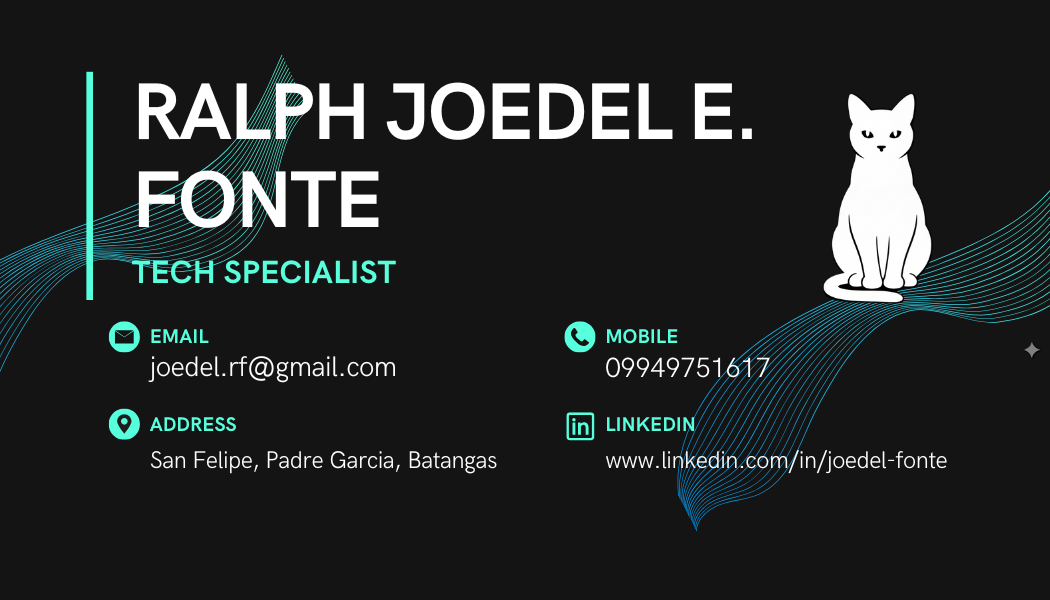 RALPH JOEDEL E.
FONTE
TECH SPECIALIST
EMAIL
joedel.rf@gmail.com
MOBILE
09949751617
ADDRESS
San Felipe, Padre Garcia, Batangas
in LINKEDIN
www.linkedin.com/in/joedel-fonte